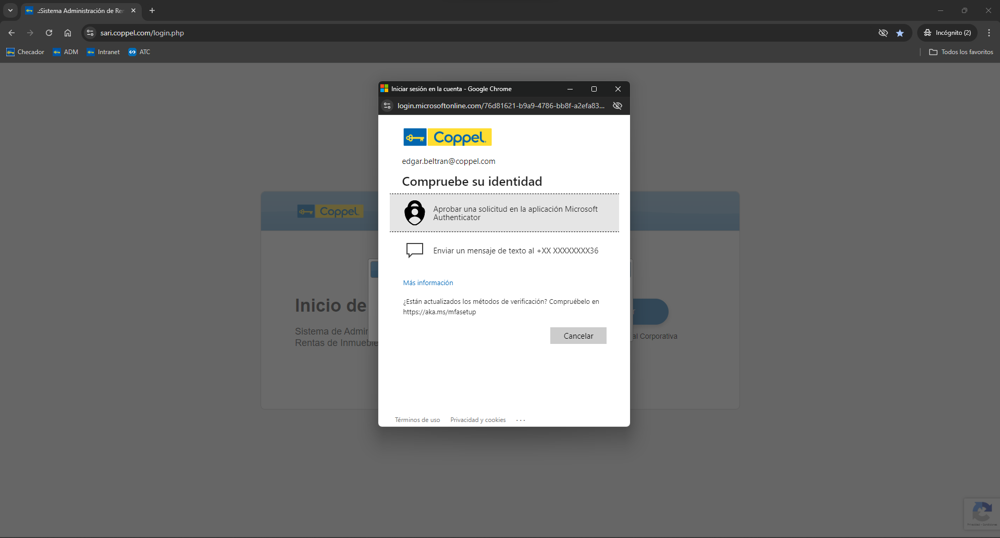 .:Sistema Administración de Ren
sari.coppel.com/login.php
Incógnito (2)
Checador
ADM
Intranet
ATC
Todos los favoritos
Iniciar sesión en la cuenta - Google Chrome
login.microsoftonline.com/76d81621-b9a9-4786-bb8f-a2efa83...
Coppel.
edgar.beltran@coppel.com
Compruebe su identidad
Aprobar una solicitud en la aplicación Microsoft
Authenticator
Enviar un mensaje de texto al +XX XXXXXXXX36
Más información
¿Están actualizados los métodos de verificación? Compruébelo en
https://aka.ms/mfasetup
Cancelar
Términos de uso
Privacidad y cookies
...
Coppel.
Inicio de
Sistema de Admin
Rentas de Inmueble
r
al Corporativa
Privacidad - Condiciones